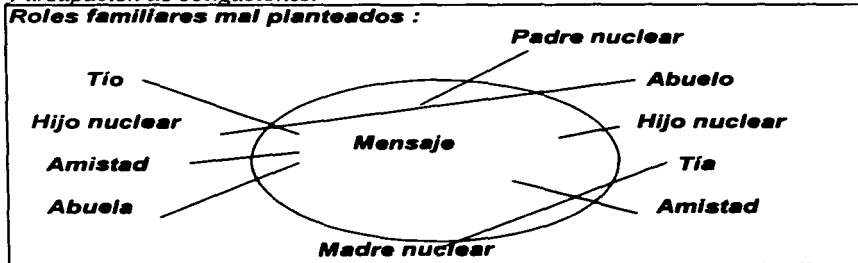 Roles familiares mal planteados :
Padre nuclear
Tío
Abuelo
Hijo nuclear
Hijo nuclear
Mensaje
Amistad
Tía
Abuela
Amistad
Madre nuclear